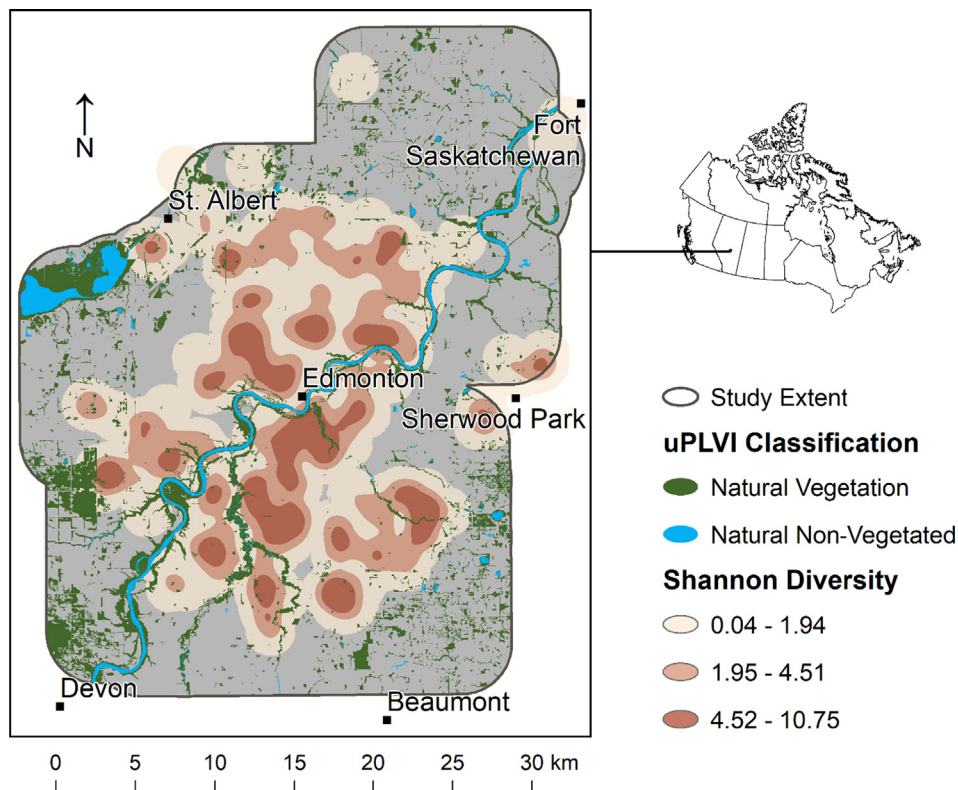 N
Fort
Saskatchewan
St. Albert
Edmonton
Sherwood Park
Devon
Beaumont
0 5 10 15 20 25 30 km
Study Extent
uPLVI Classification
Natural Vegetation
Natural Non-Vegetated
Shannon Diversity
0.04 - 1.94
1.95 - 4.51
4.52 - 10.75